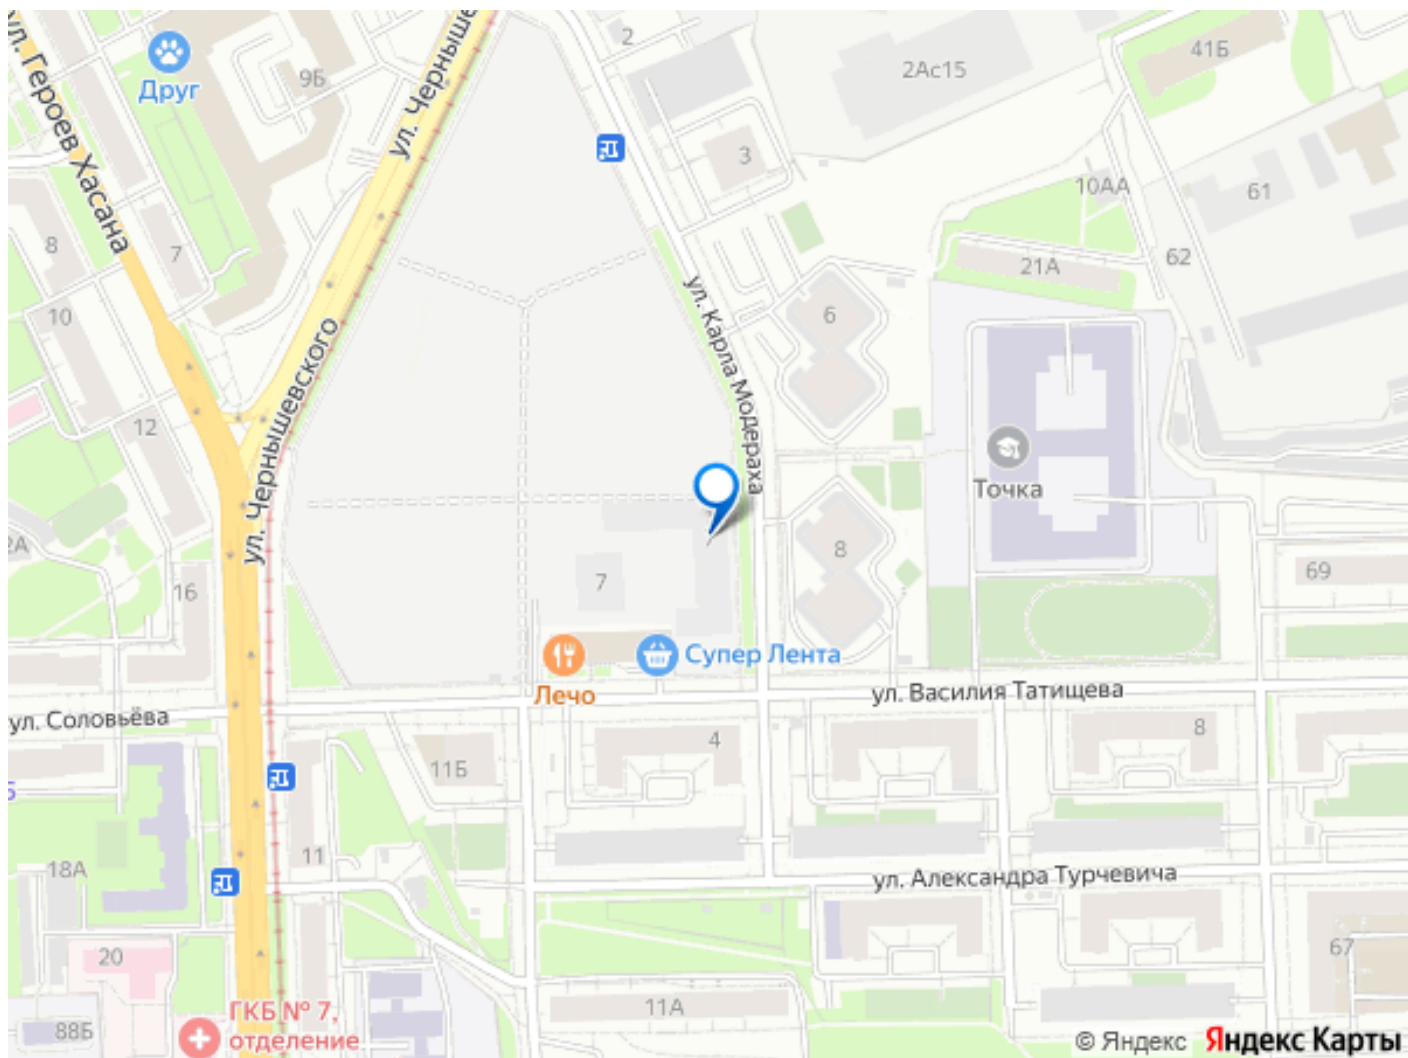 ул. Героев Хасана
Друг
9Б
ул. Черныше
2
2Ас15
41Б
3
10АА
61
8
7
62
21А
10
6
ул. Карла Модераха
ул. Чернышевского
12
Точка
2А
16
7
8
69
Супер Лента
Лечо
ул. Василия Татищева
ул. Соловьёва
4
8
11Б
Б
11
18А
ул. Александра Турчевича
20
67
11А
ГКБ № 7,
отделение
88Б
© Яндекс Яндекс Карты